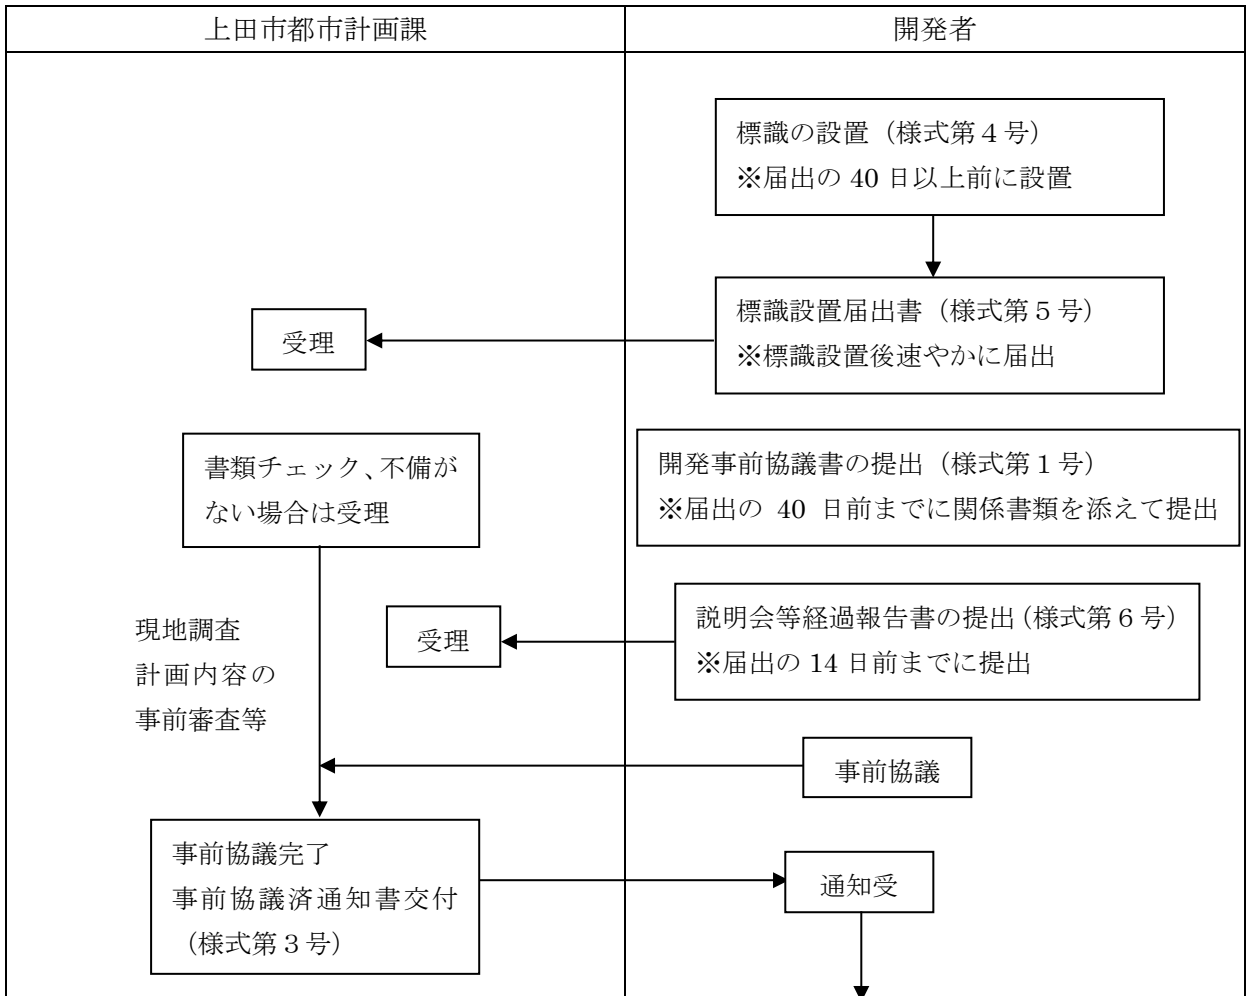 上田市都市計画課
開発者
標識の設置（様式第４号）
※届出の 40 日以上前に設置
標識設置届出書（様式第５号）
※標識設置後速やかに届出
受理
書類チェック、不備が
ない場合は受理
開発事前協議書の提出（様式第１号）
※届出の 40 日前までに関係書類を添えて提出
説明会等経過報告書の提出（様式第６号）
※届出の 14 日前までに提出
受理
現地調査
計画内容の
事前審査等
事前協議
事前協議完了
事前協議済通知書交付
（様式第３号）
通知受